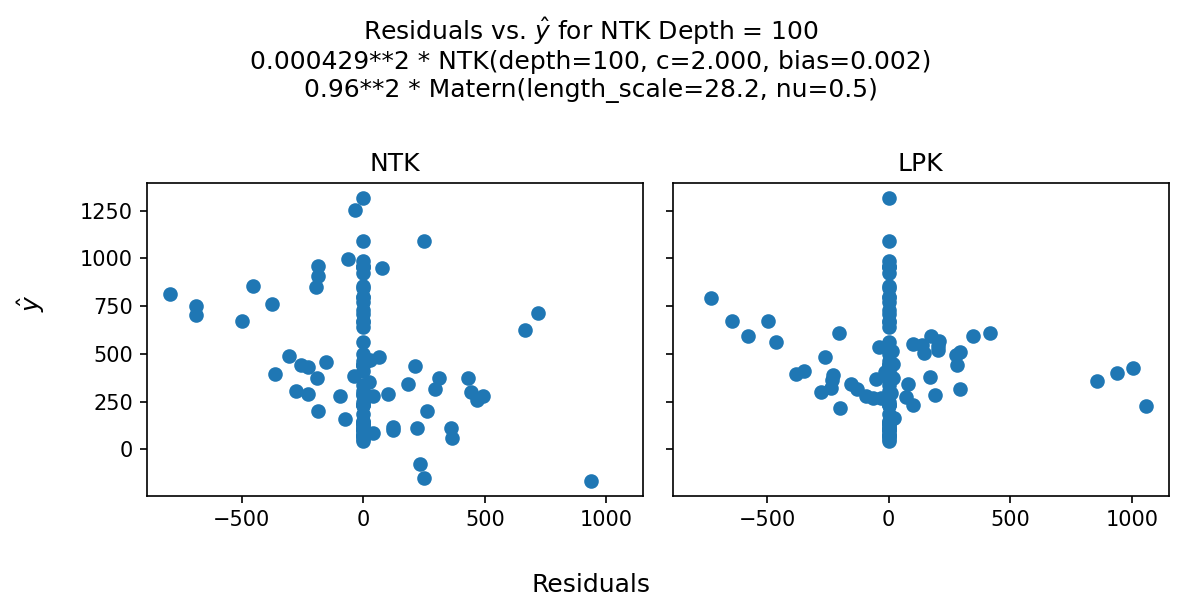 Residuals vs. ŷ for NTK Depth = 100
0.000429**2 * NTK(depth=100, c=2.000, bias=0.002)
0.96**2 * Matern(length_scale=28.2, nu=0.5)
NTK
LPK
1250
1000
750
500
250
0
ŷ
−500 0 500 1000
−500 0 500 1000
Residuals